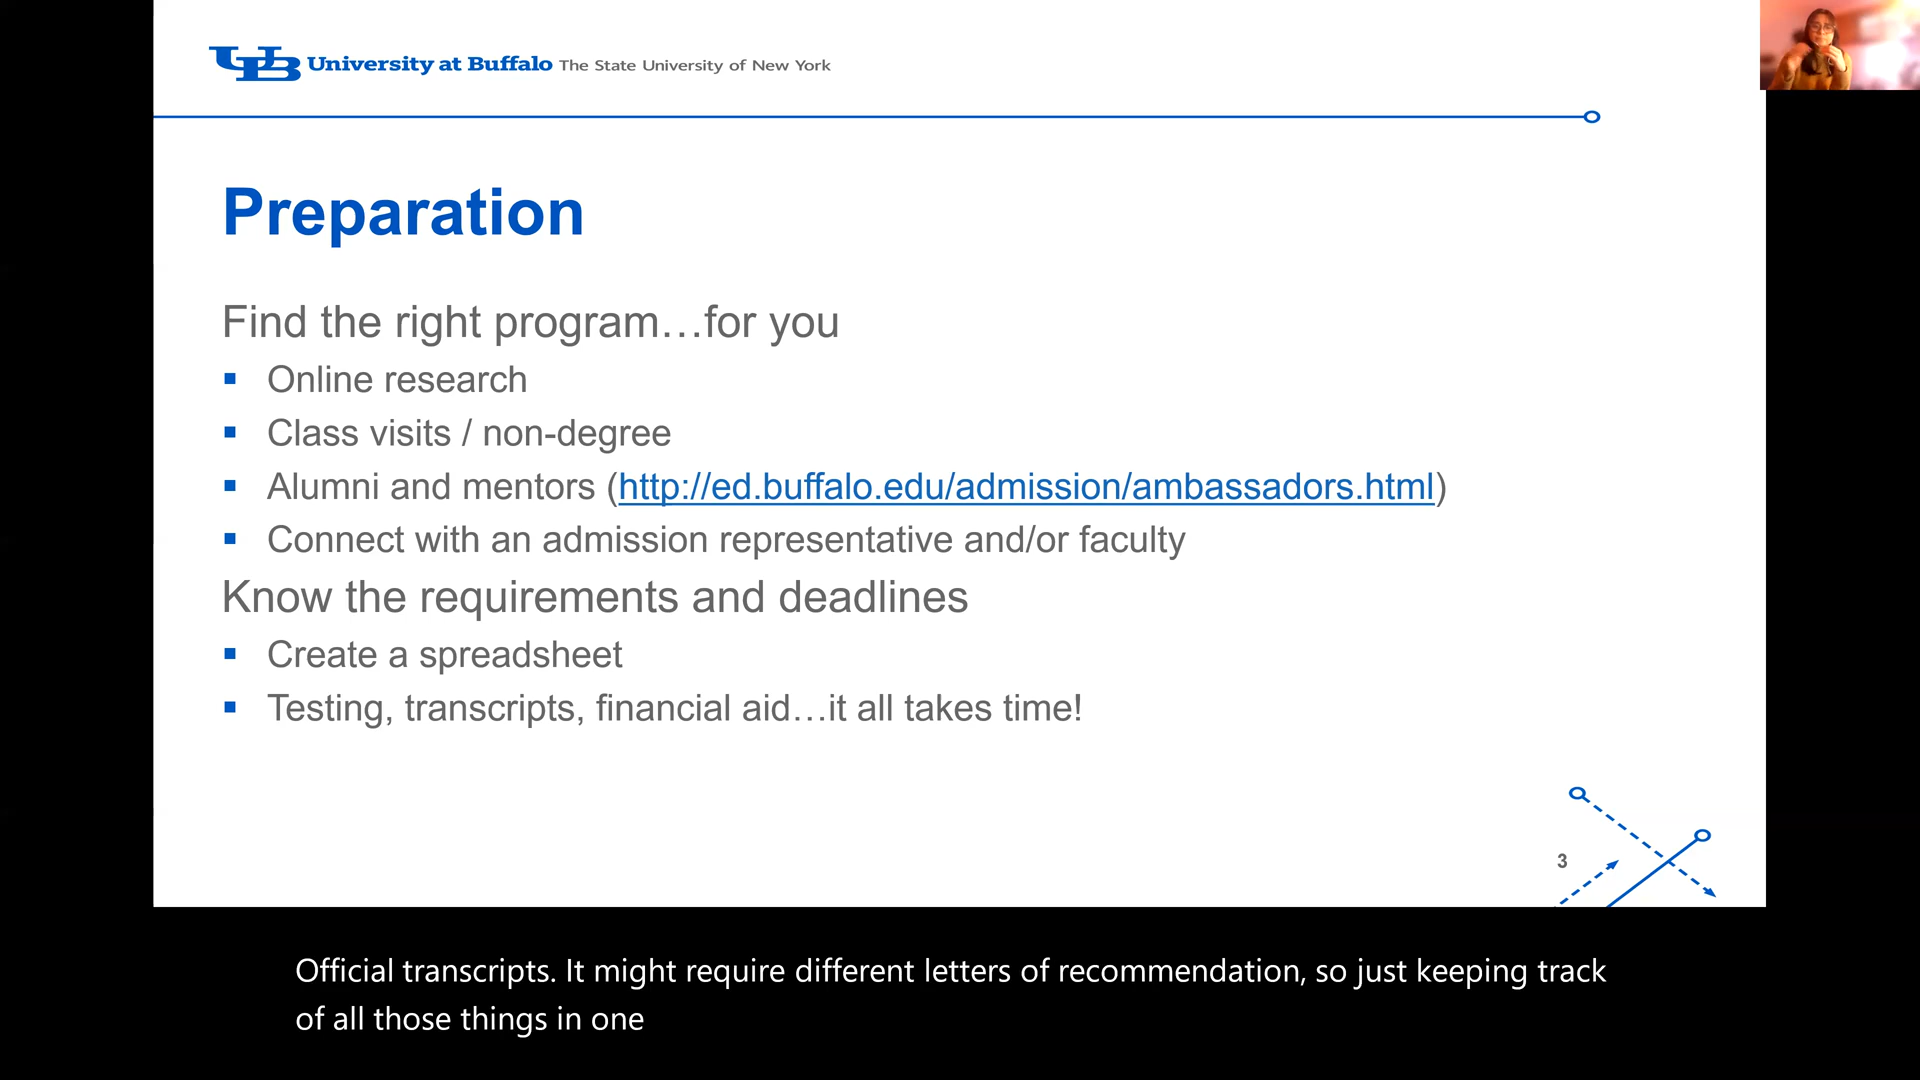 UB University at Buffalo The State University of New York
Preparation
Find the right program…for you
▪ Online research
▪ Class visits / non-degree
▪ Alumni and mentors (http://ed.buffalo.edu/admission/ambassadors.html)
▪ Connect with an admission representative and/or faculty
Know the requirements and deadlines
▪ Create a spreadsheet
▪ Testing, transcripts, financial aid…it all takes time!
3
Official transcripts. It might require different letters of recommendation, so just keeping track
of all those things in one